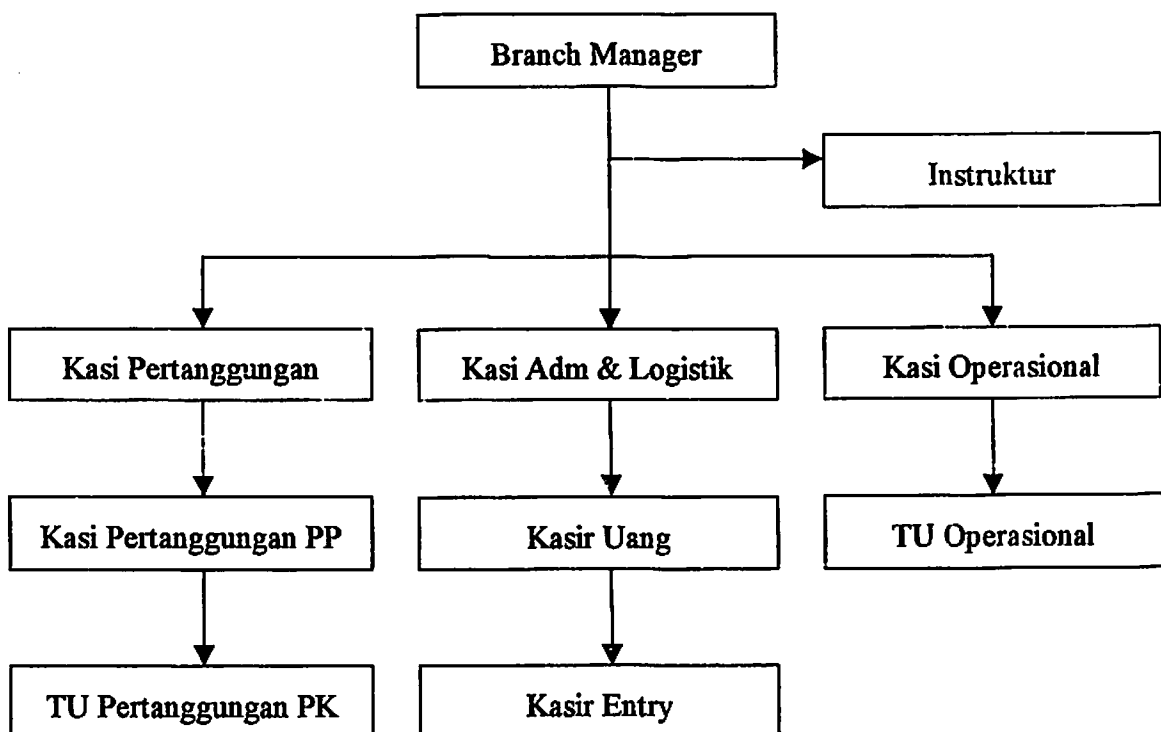 Branch Manager
Instruktur
Kasi Pertanggungan
Kasi Adm & Logistik
Kasi Operasional
Kasi Pertanggungan PP
Kasir Uang
TU Operasional
TU Pertanggungan PK
Kasir Entry